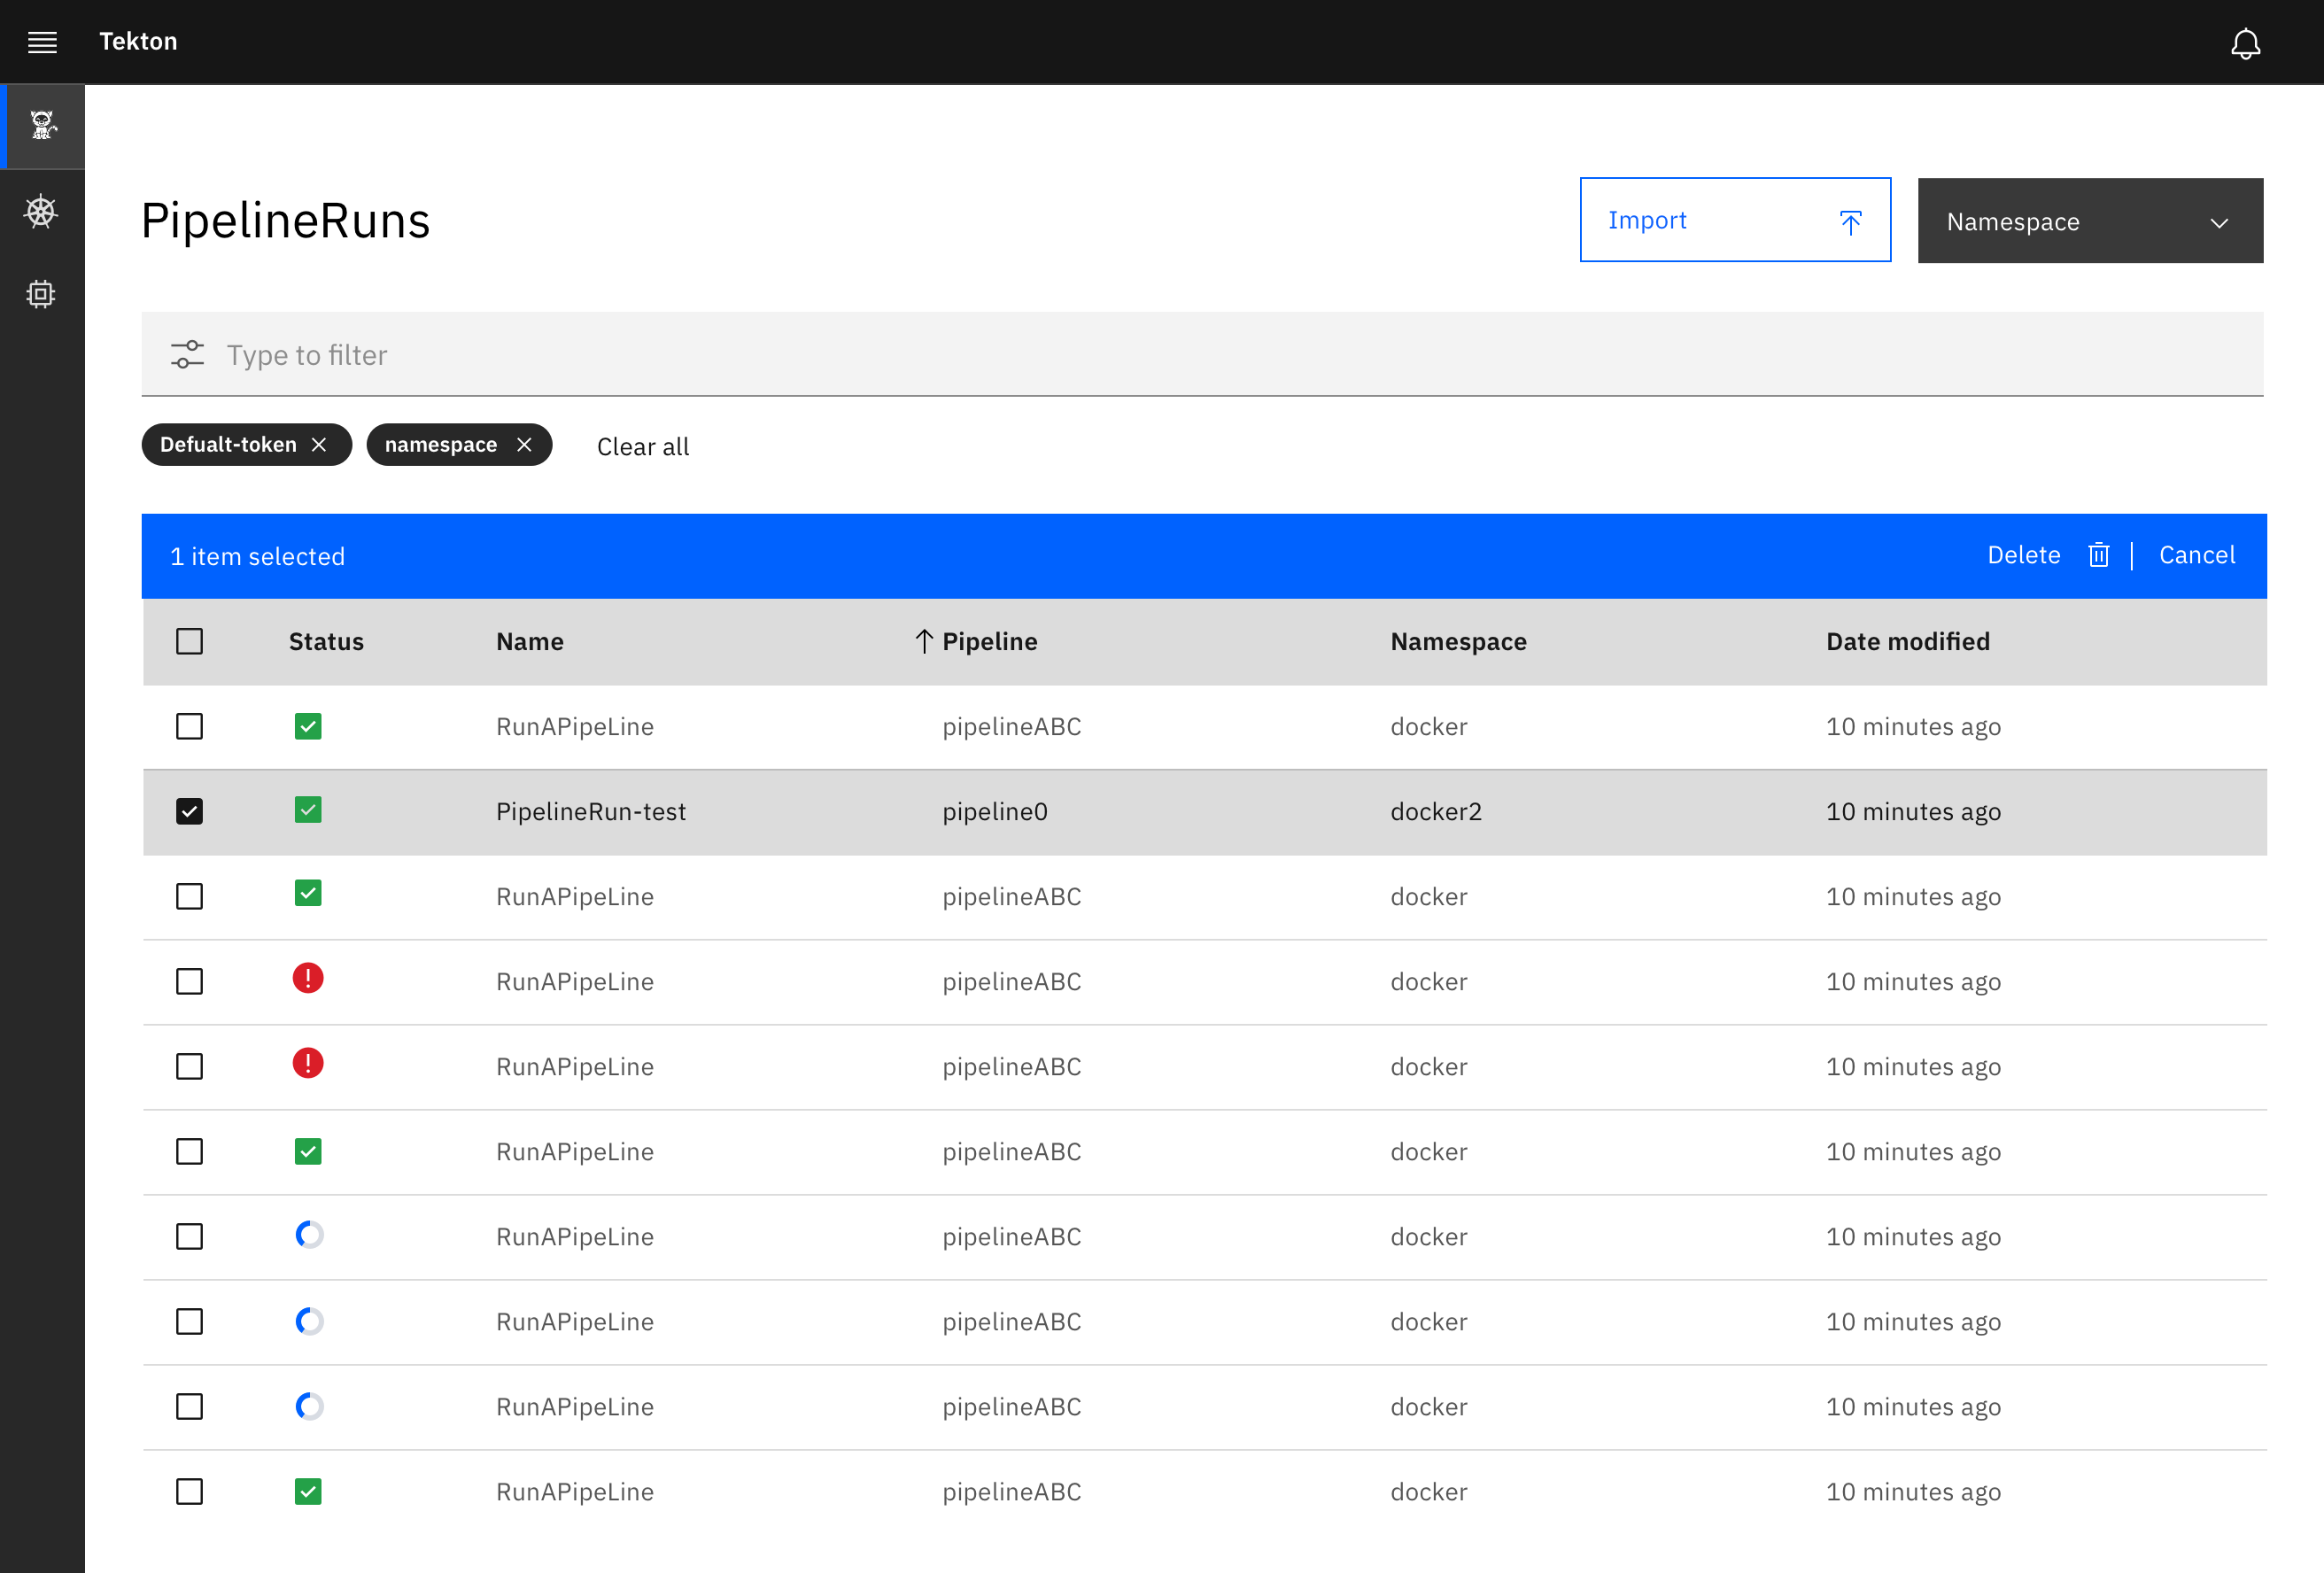 Tekton
PipelineRuns
Import
Namespace
Type to filter
Defualt-token
namespace
Clear all
1 item selected
Delete
Cancel
Status Name Pipeline Namespace Date modified
RunAPipeLine pipelineABC docker 10 minutes ago
PipelineRun-test pipeline0 docker2 10 minutes ago
RunAPipeLine pipelineABC docker 10 minutes ago
RunAPipeLine pipelineABC docker 10 minutes ago
RunAPipeLine pipelineABC docker 10 minutes ago
RunAPipeLine pipelineABC docker 10 minutes ago
RunAPipeLine pipelineABC docker 10 minutes ago
RunAPipeLine pipelineABC docker 10 minutes ago
RunAPipeLine pipelineABC docker 10 minutes ago
RunAPipeLine pipelineABC docker 10 minutes ago